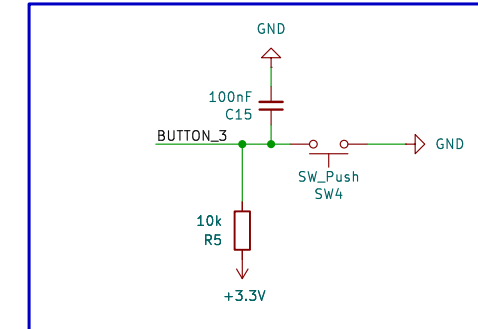 GND
100nF
C15
BUTTON_3
GND
SW_Push
SW4
10k
R5
+3.3V